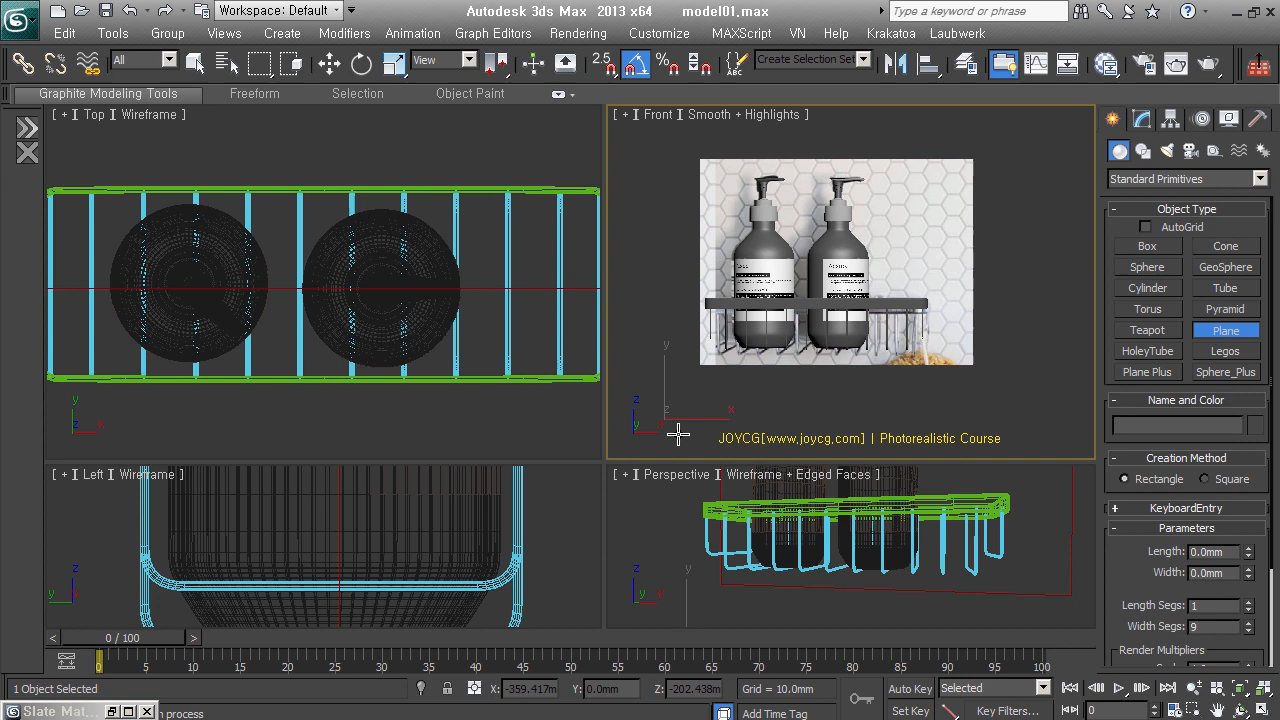 Workspace: Default
Autodesk 3ds Max 2013 x64 model01.max
Type a keyword or phrase
Edit Tools Group Views Create Modifiers Animation Graph Editors Rendering Customize MAXScript VN Help Krakatoa Laubwerk
All
View
2.5
Create Selection Set
Graphite Modeling Tools Freeform Selection Object Paint
[ + ] Top ] Wireframe ]
[ + ] Front ] Smooth + Highlights ]
Standard Primitives
- Object Type
AutoGrid
Box Cone
Sphere GeoSphere
Cylinder Tube
Torus Pyramid
Teapot Plane
HoleyTube Legos
Plane Plus Sphere_Plus
- Name and Color
- Creation Method
Rectangle Square
+ KeyboardEntry
- Parameters
Length: 0.0mm
Width: 0.0mm
Length Segs: 1
Width Segs: 9
Render Multipliers
y
x
z
z
y
y
x
z
JOYCG[www.joycg.com] | Photorealistic Course
[ + ] Left ] Wireframe ]
[ + ] Perspective ] Wireframe + Edged Faces ]
z
y
z
y
< 0 / 100 >
0 5 10 15 20 25 30 35 40 45 50 55 60 65 70 75 80 85 90 95 100
1 Object Selected
X: -359.417m Y: 0.0mm Z: -202.438m
Grid = 10.0mm
Auto Key Selected
Set Key Key Filters...
0
Slate Mat...
n process
Add Time Tag